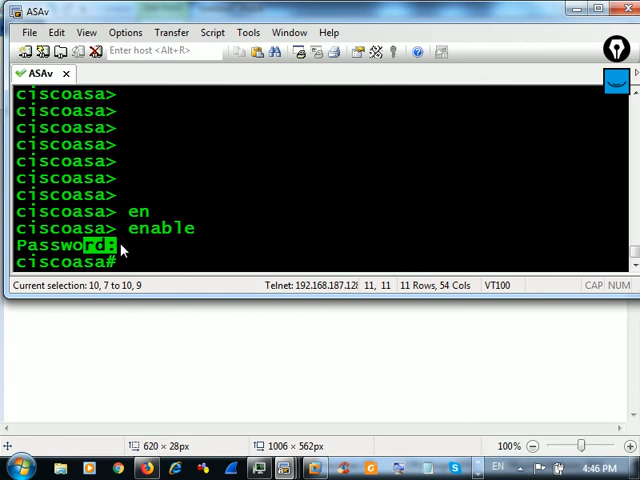 ASAv
File Edit View Options Transfer Script Tools Window Help
Enter host <Alt+R>
ASAv
ciscoasa>
ciscoasa>
ciscoasa>
ciscoasa>
ciscoasa>
ciscoasa>
ciscoasa>
ciscoasa> en
ciscoasa> enable
Password:
ciscoasa#
Current selection: 10, 7 to 10, 9 Telnet: 192.168.187.128 11, 11 11 Rows, 54 Cols VT100 CAP NUM
620 × 28px 1006 × 562px 100%
EN 4:46 PM